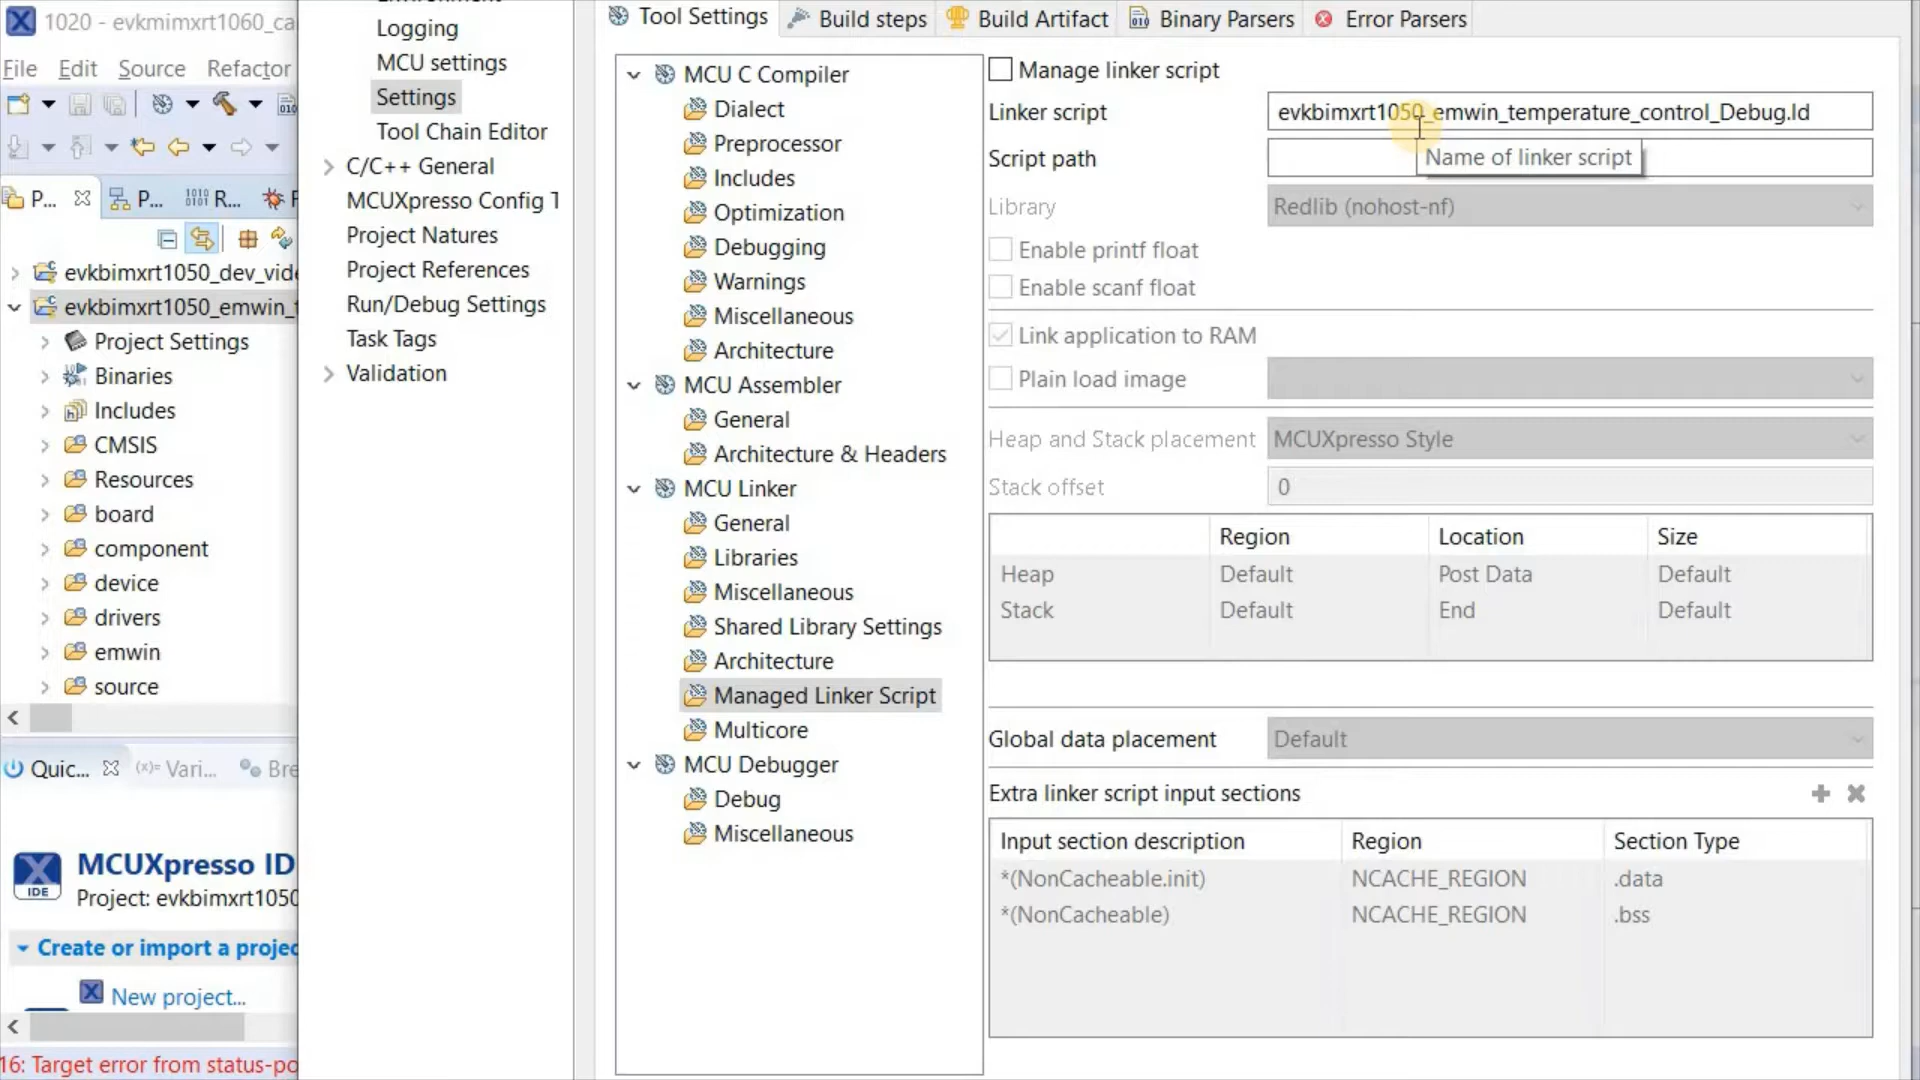 1020 - evkmimxrt1060_ca
File Edit Source Refactor
P... P... R...
evkbimxrt1050_dev_vide
evkbimxrt1050_emwin_t
Project Settings
Binaries
Includes
CMSIS
Resources
board
component
device
drivers
emwin
source
Quic... (x)= Vari... Bre
MCUXpresso ID
IDE
Project: evkbimxrt1050
Create or import a projec
New project...
16: Target error from status-po
Logging
MCU settings
Settings
Tool Chain Editor
C/C++ General
MCUXpresso Config T
Project Natures
Project References
Run/Debug Settings
Task Tags
Validation
Tool Settings Build steps Build Artifact Binary Parsers Error Parsers
MCU C Compiler
Dialect
Preprocessor
Includes
Optimization
Debugging
Warnings
Miscellaneous
Architecture
MCU Assembler
General
Architecture & Headers
MCU Linker
General
Libraries
Miscellaneous
Shared Library Settings
Architecture
Managed Linker Script
Multicore
MCU Debugger
Debug
Miscellaneous
Manage linker script
Linker script evkbimxrt1050_emwin_temperature_control_Debug.ld
Script path Name of linker script
Library Redlib (nohost-nf)
Enable printf float
Enable scanf float
Link application to RAM
Plain load image
Heap and Stack placement MCUXpresso Style
Stack offset 0
Region Location Size
Heap Default Post Data Default
Stack Default End Default
Global data placement Default
Extra linker script input sections
Input section description Region Section Type
*(NonCacheable.init) NCACHE_REGION .data
*(NonCacheable) NCACHE_REGION .bss